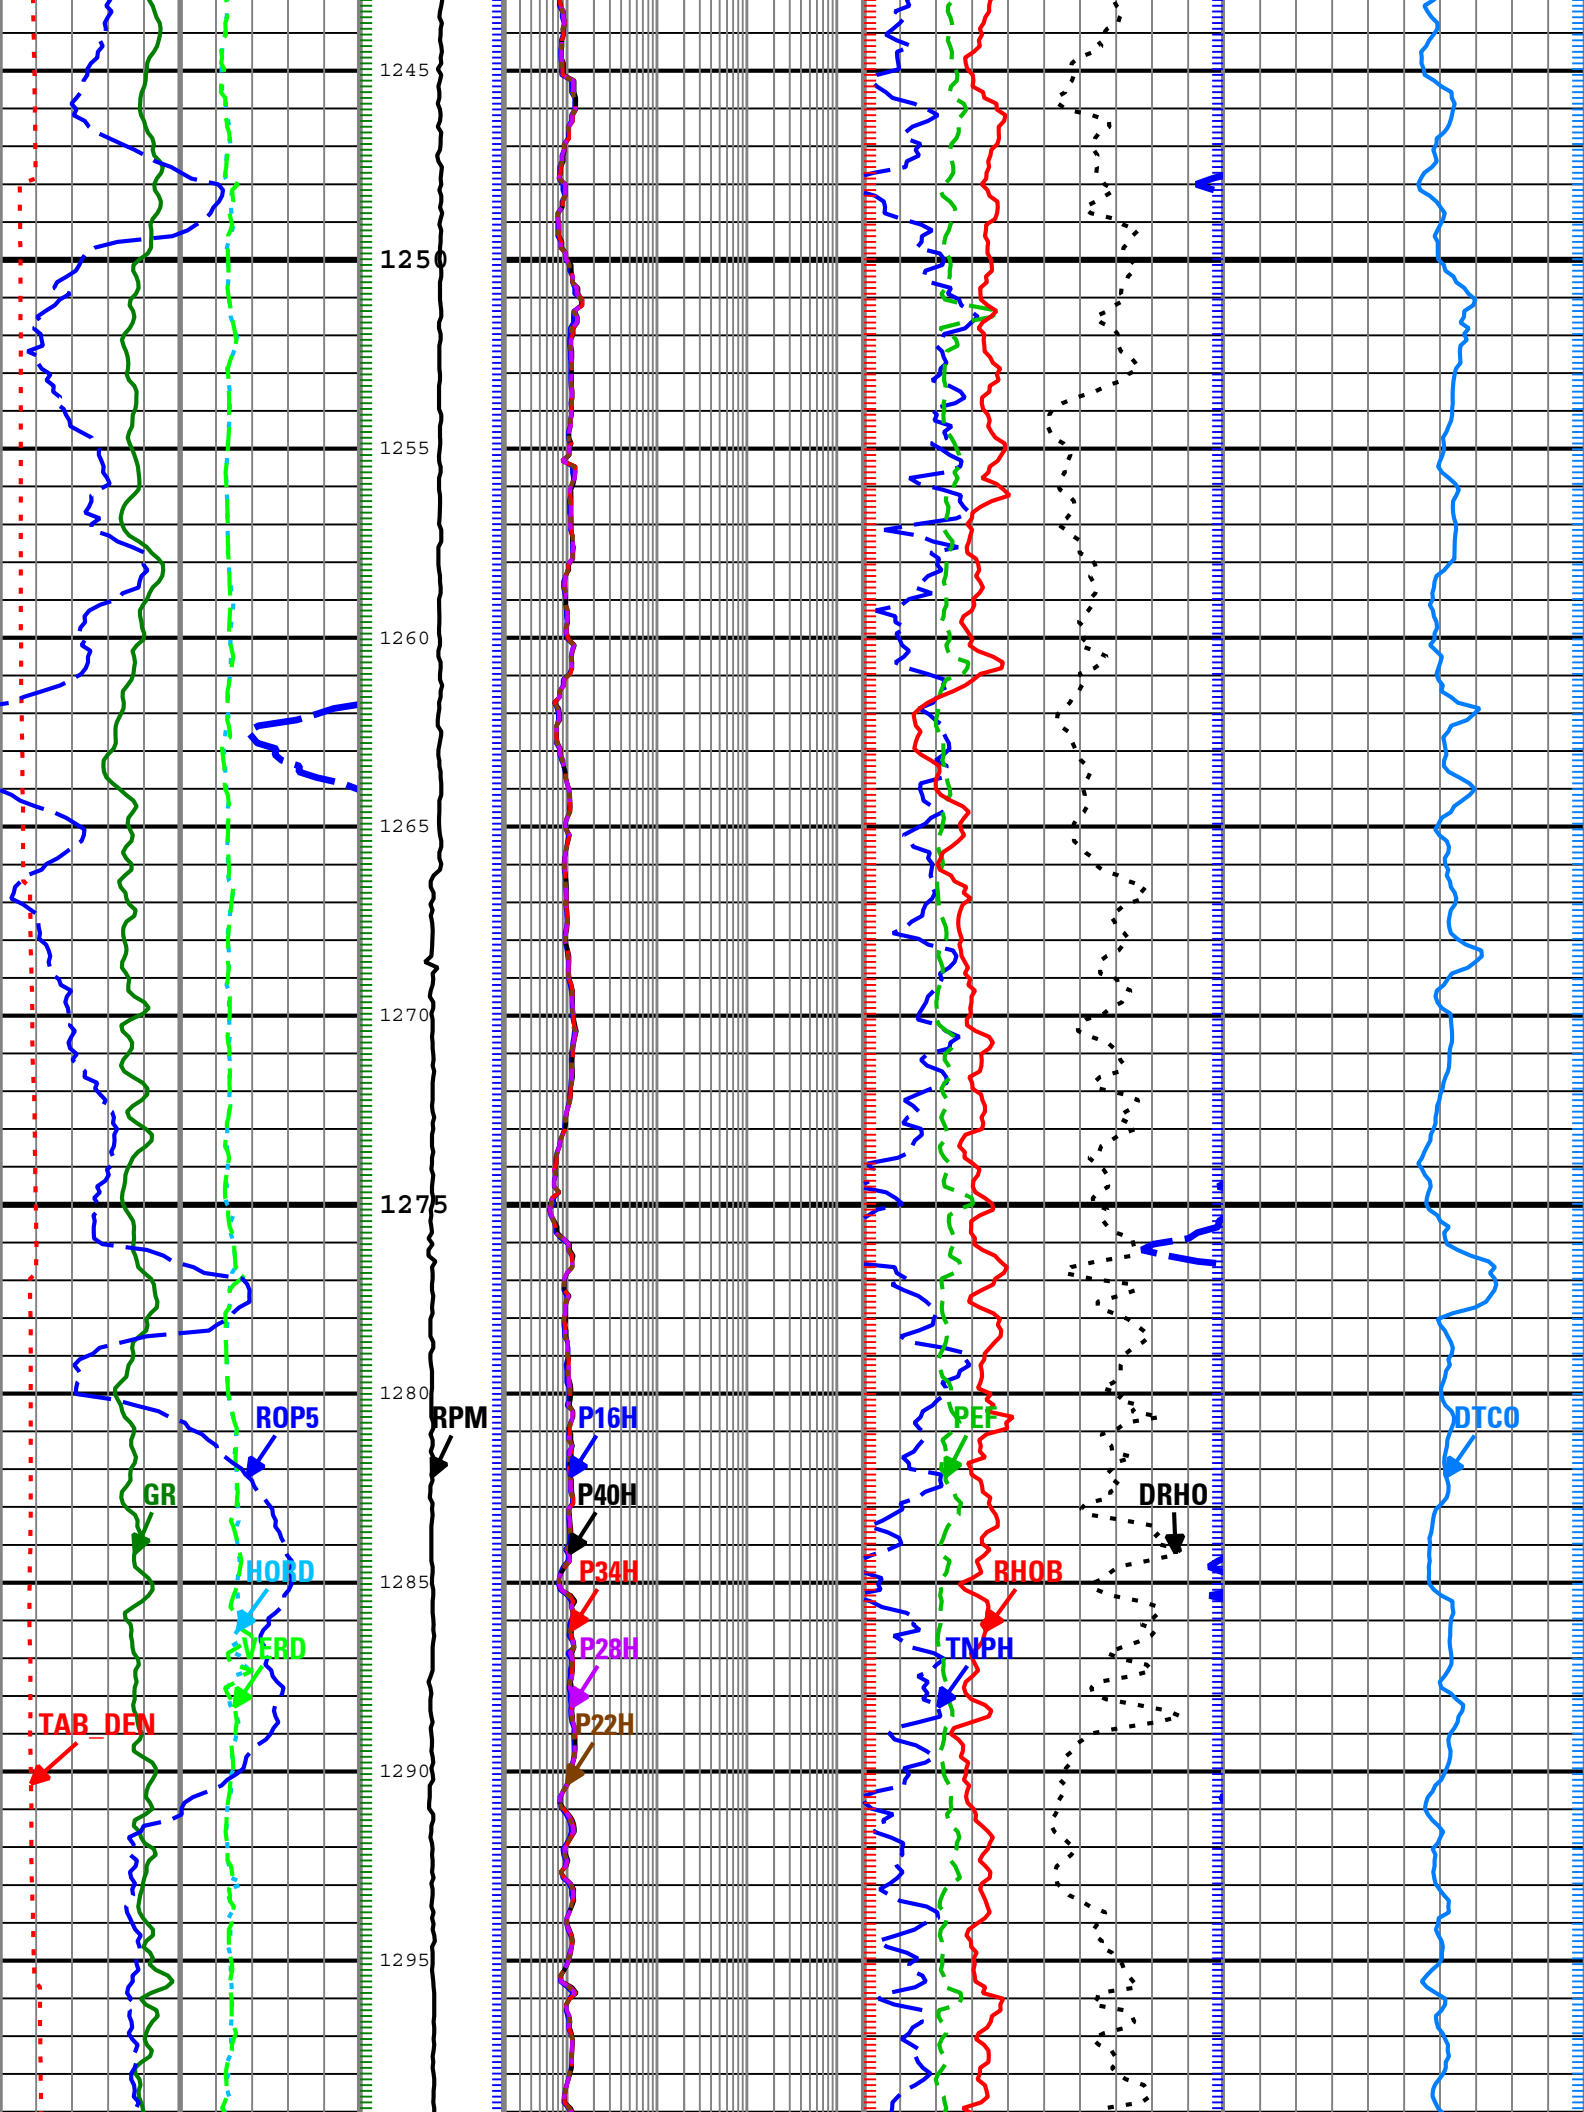 1245
1250
1255
1260
1265
1270
1275
1280
ROP5 RPM P16H PEF DTCO
GR P40H DRHO
HORD P34H RHOB
1285
VERD P28H TNPH
TAB_DEN P22H
1290
1295